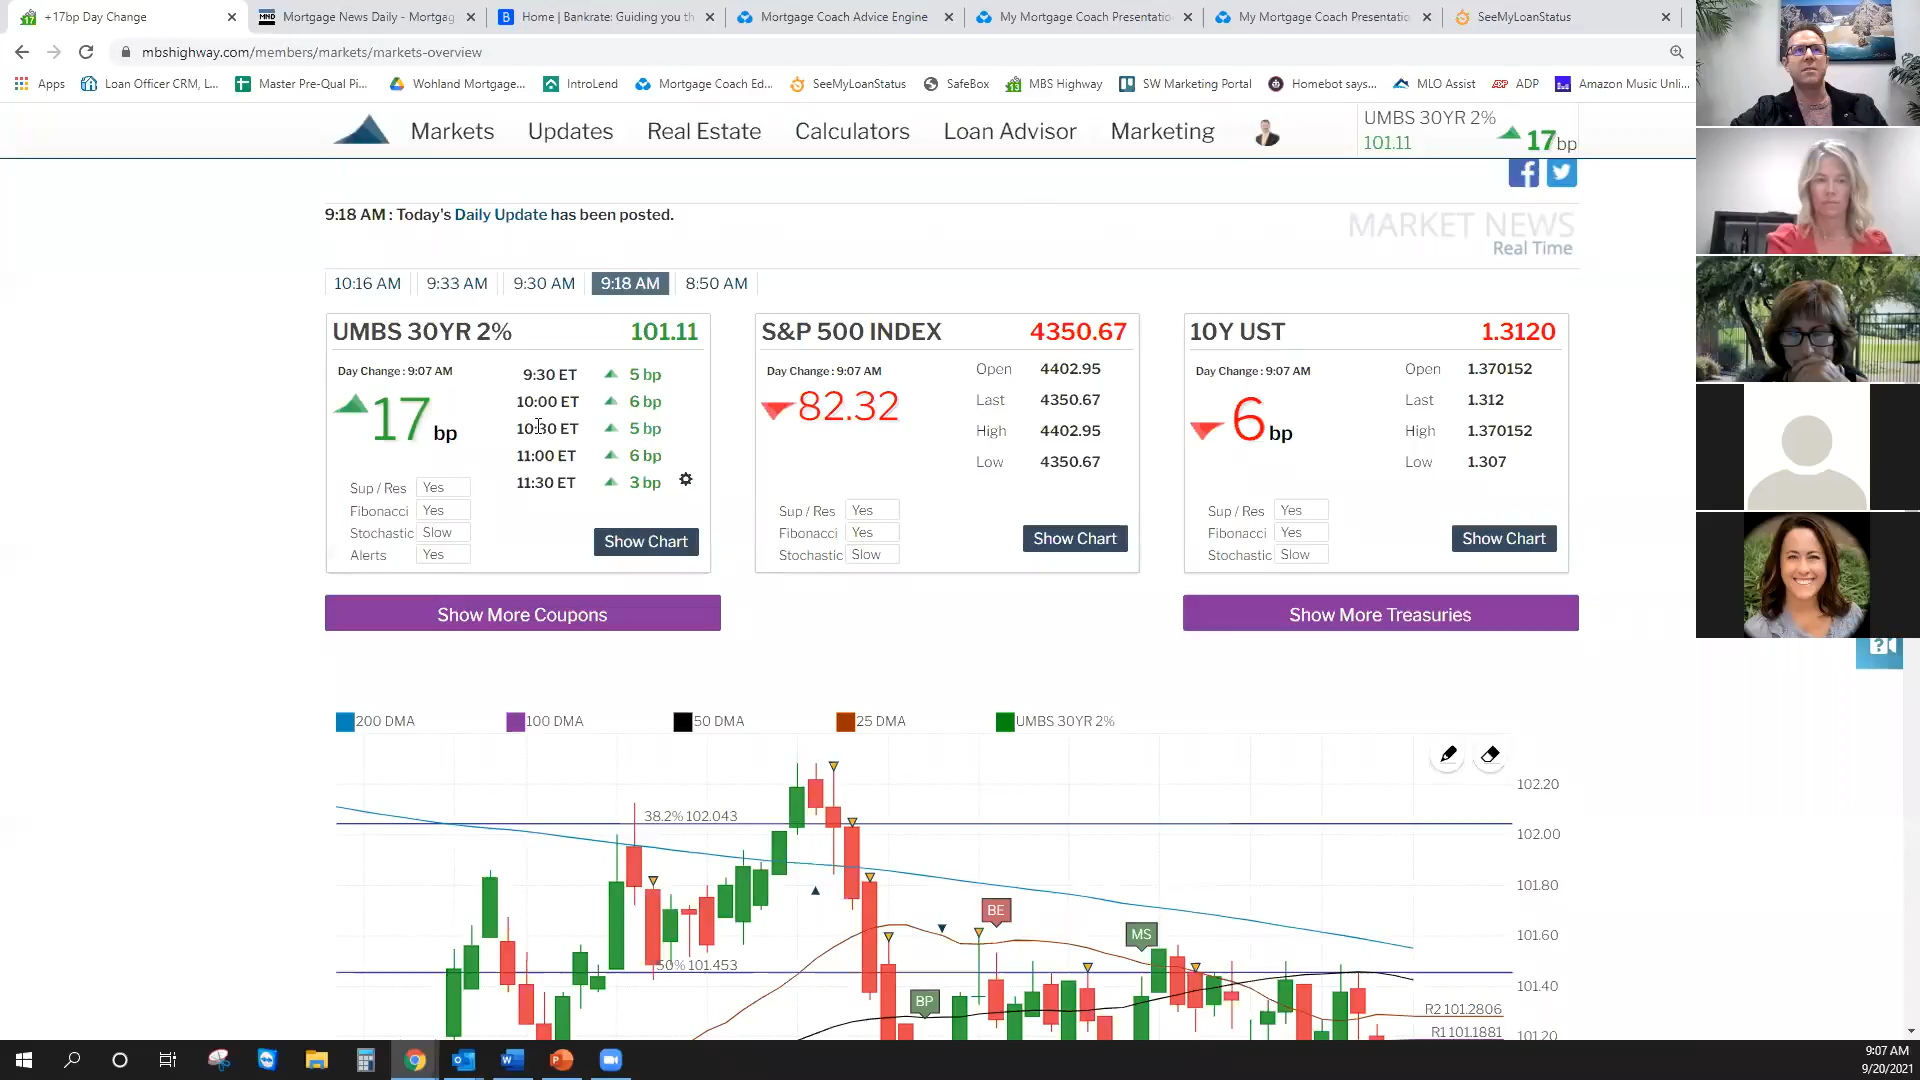 +17bp Day Change
Mortgage News Daily - Mortgag
Home | Bankrate: Guiding you th
Mortgage Coach Advice Engine
My Mortgage Coach Presentatio
My Mortgage Coach Presentatio
SeeMyLoanStatus
mbshighway.com/members/markets/markets-overview
Apps
Loan Officer CRM, L...
Master Pre-Qual Pi...
Wohland Mortgage...
IntroLend
Mortgage Coach Ed...
SeeMyLoanStatus
SafeBox
MBS Highway
SW Marketing Portal
Homebot says...
MLO Assist
ADP
Amazon Music Unli...
Markets
Updates
Real Estate
Calculators
Loan Advisor
Marketing
UMBS 30YR 2%
101.11
17bp
9:18 AM : Today's Daily Update has been posted.
MARKET NEWS
Real Time
10:16 AM
9:33 AM
9:30 AM
9:18 AM
8:50 AM
UMBS 30YR 2% 101.11
Day Change : 9:07 AM
17 bp
9:30 ET 5 bp
10:00 ET 6 bp
10:30 ET 5 bp
11:00 ET 6 bp
11:30 ET 3 bp
Sup / Res Yes
Fibonacci Yes
Stochastic Slow
Alerts Yes
Show Chart
S&P 500 INDEX 4350.67
Day Change : 9:07 AM
82.32
Open 4402.95
Last 4350.67
High 4402.95
Low 4350.67
Sup / Res Yes
Fibonacci Yes
Stochastic Slow
Show Chart
10Y UST 1.3120
Day Change : 9:07 AM
6 bp
Open 1.370152
Last 1.312
High 1.370152
Low 1.307
Sup / Res Yes
Fibonacci Yes
Stochastic Slow
Show Chart
Show More Coupons
Show More Treasuries
200 DMA
100 DMA
50 DMA
25 DMA
UMBS 30YR 2%
102.20
38.2% 102.043
102.00
101.80
BE
MS
101.60
50% 101.453
101.40
BP
R2 101.2806
R1 101.1881
101.20
9:07 AM
9/20/2021